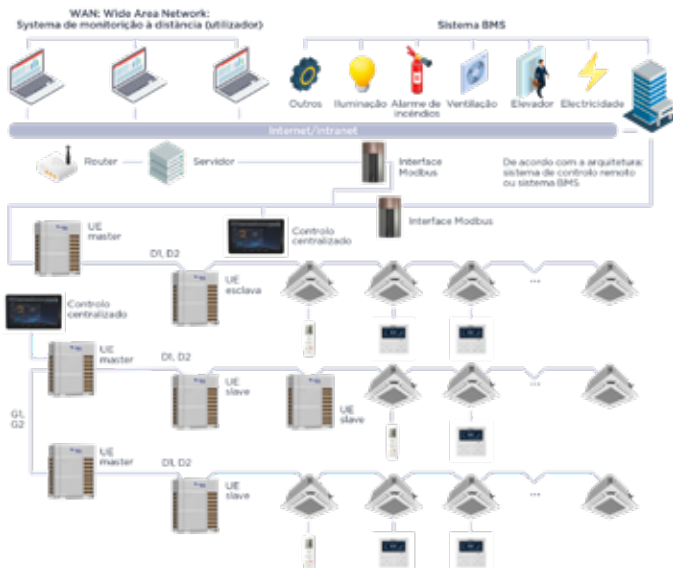 WAN: Wide Area Network:
Systema de monitorição à distância (utilizador)
Sistema BMS
Outros
Iluminação
Alarme de
incéndios
Ventilação
Elevador
Electricidade
Internet/intranet
Router
Servidor
Interface
Modbus
De acordo com a arquitetura:
sistema de controlo remoto
ou sistema BMS
Interface Modbus
UE
master
Controlo
centralizado
D1, D2
UE
esclava
Controlo
centralizado
UE
master
D1, D2
UE
slave
UE
slave
G1,
G2
UE
master
D1, D2
UE
slave
...
...
...